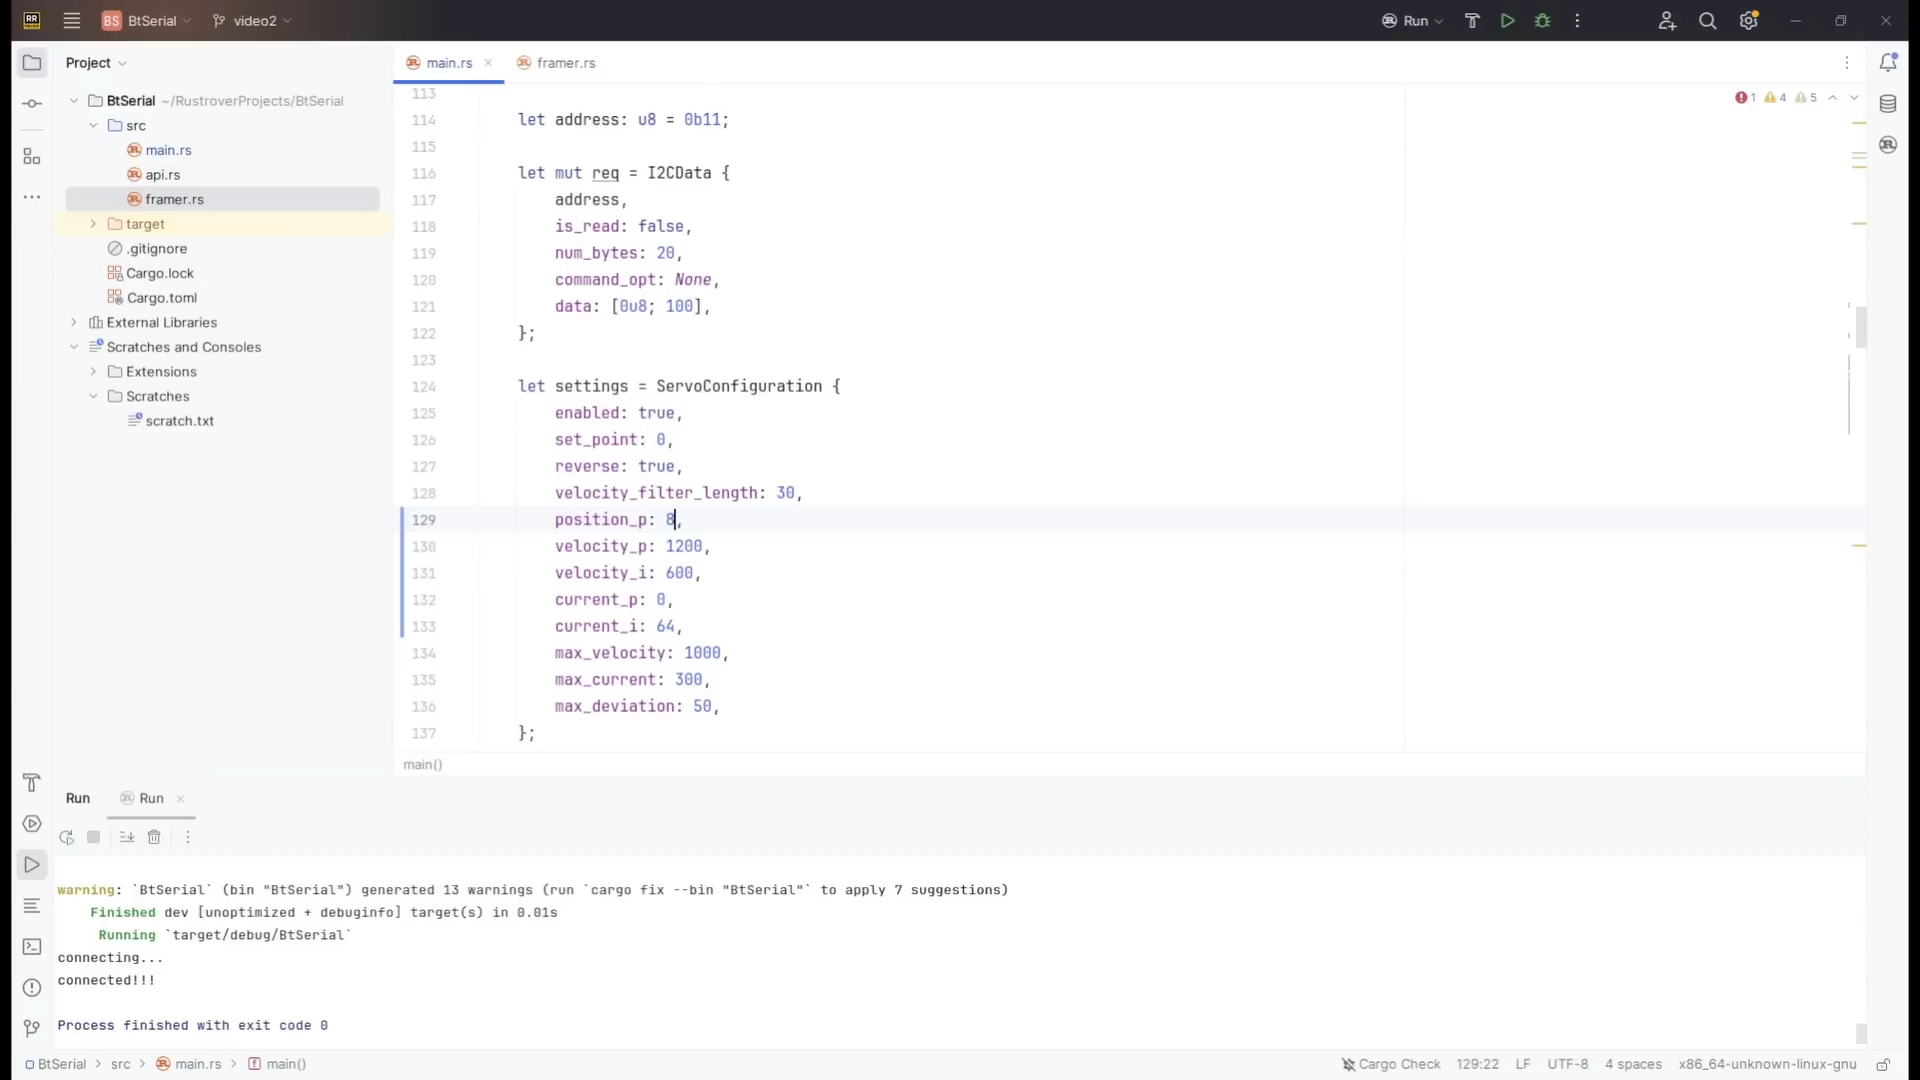 RR
BS BtSerial
video2
Run
Project
main.rs
framer.rs
BtSerial ~/RustroverProjects/BtSerial
src
main.rs
api.rs
framer.rs
target
.gitignore
Cargo.lock
Cargo.toml
External Libraries
Scratches and Consoles
Extensions
Scratches
scratch.txt
1 4 5
113
114 let address: u8 = 0b11;
115
116 let mut req = I2CData {
117 address,
118 is_read: false,
119 num_bytes: 20,
120 command_opt: None,
121 data: [0u8; 100],
122 };
123
124 let settings = ServoConfiguration {
125 enabled: true,
126 set_point: 0,
127 reverse: true,
128 velocity_filter_length: 30,
129 position_p: 8,
130 velocity_p: 1200,
131 velocity_i: 600,
132 current_p: 0,
133 current_i: 64,
134 max_velocity: 1000,
135 max_current: 300,
136 max_deviation: 50,
137 };
main()
Run Run
warning: `BtSerial` (bin "BtSerial") generated 13 warnings (run `cargo fix --bin "BtSerial"` to apply 7 suggestions)
Finished dev [unoptimized + debuginfo] target(s) in 0.01s
Running `target/debug/BtSerial`
connecting...
connected!!!
Process finished with exit code 0
BtSerial > src > main.rs > main()
Cargo Check 129:22 LF UTF-8 4 spaces x86_64-unknown-linux-gnu